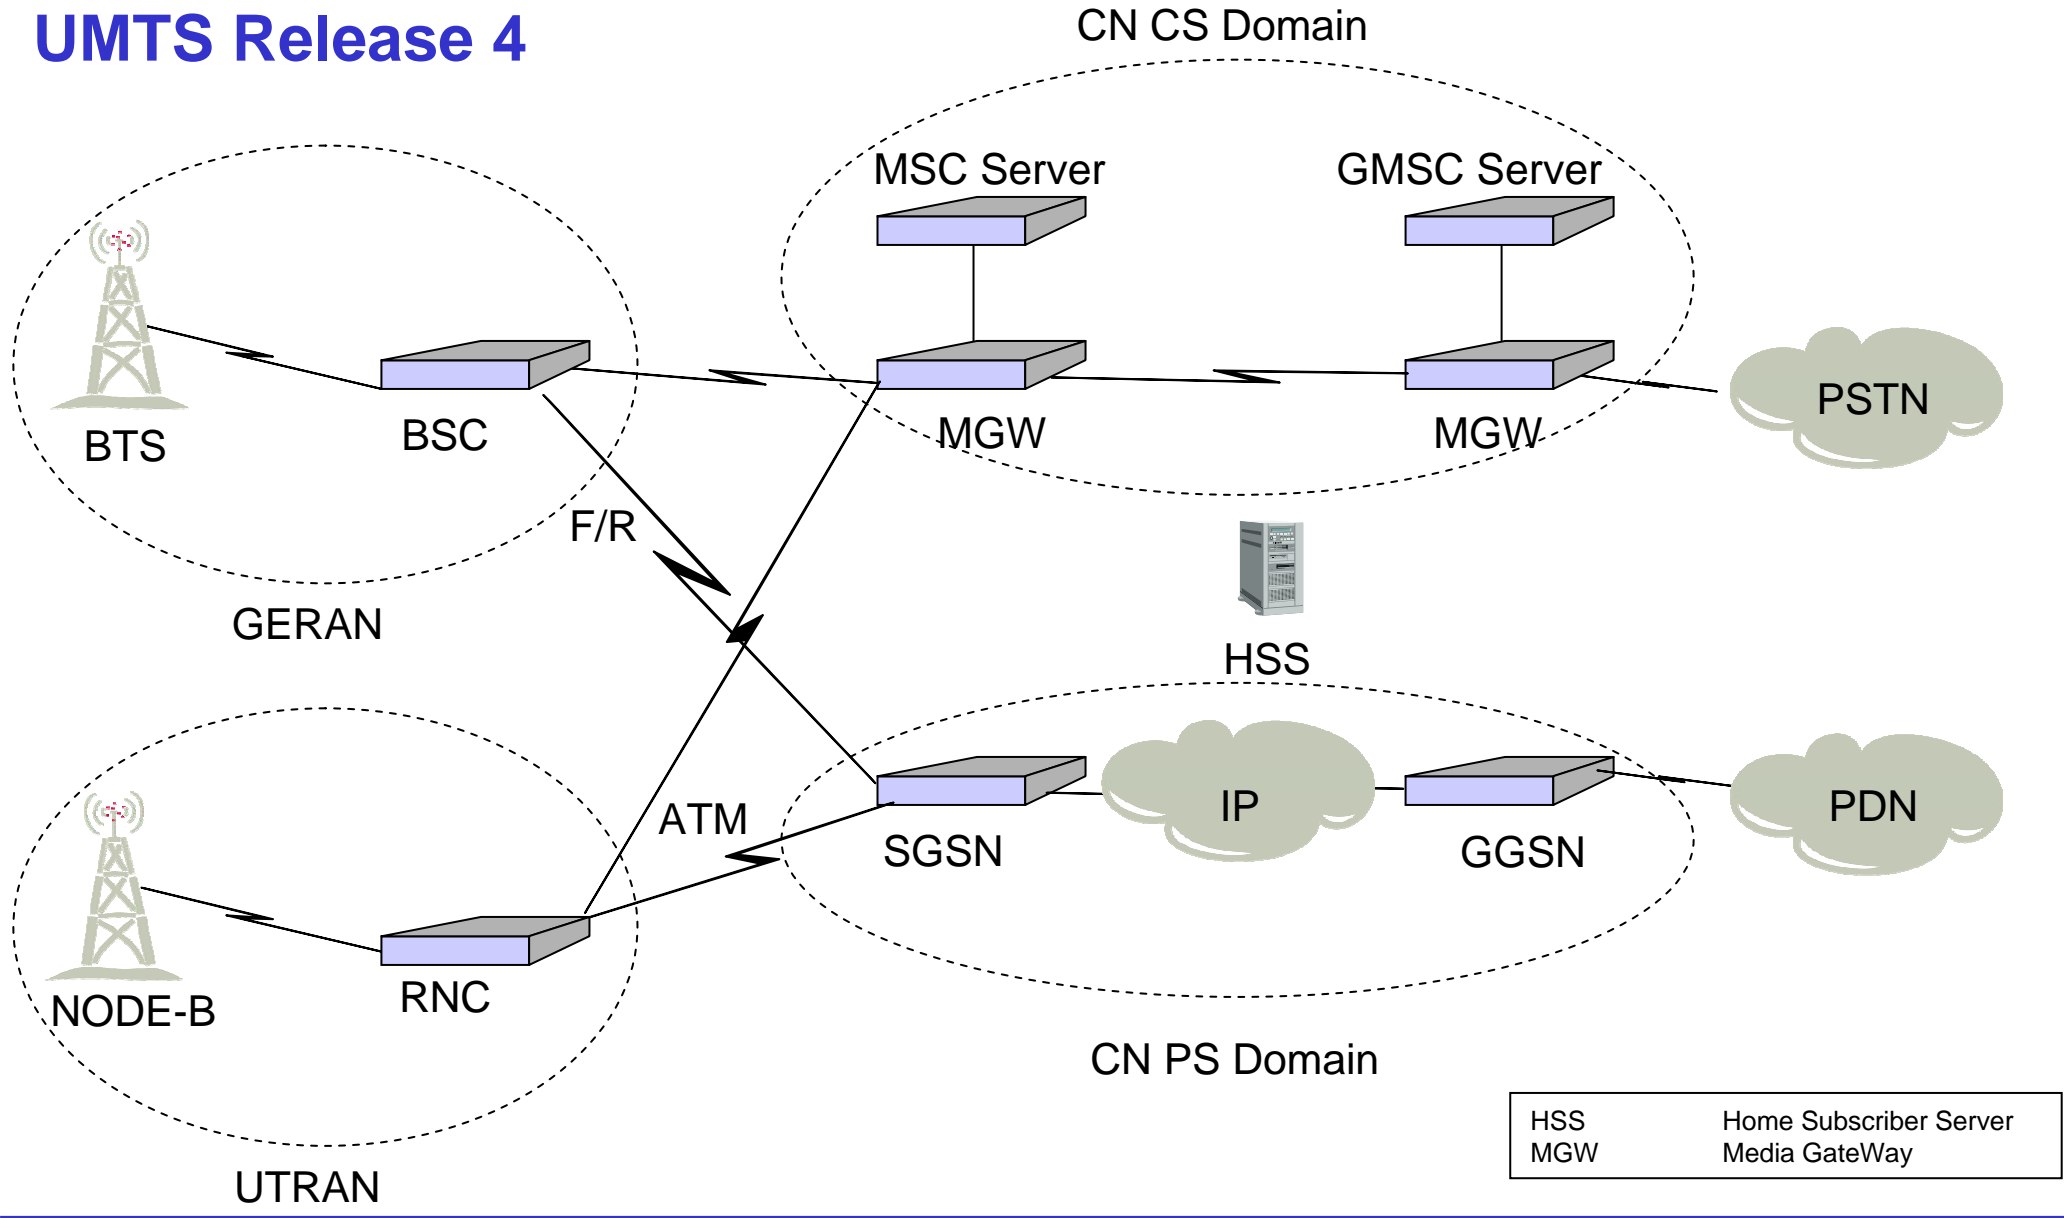 UMTS Release 4
CN CS Domain
MSC Server
GMSC Server
BTS
BSC
MGW
MGW
PSTN
F/R
GERAN
HSS
ATM
SGSN
IP
GGSN
PDN
NODE-B
RNC
CN PS Domain
UTRAN
HSS Home Subscriber Server
MGW Media GateWay